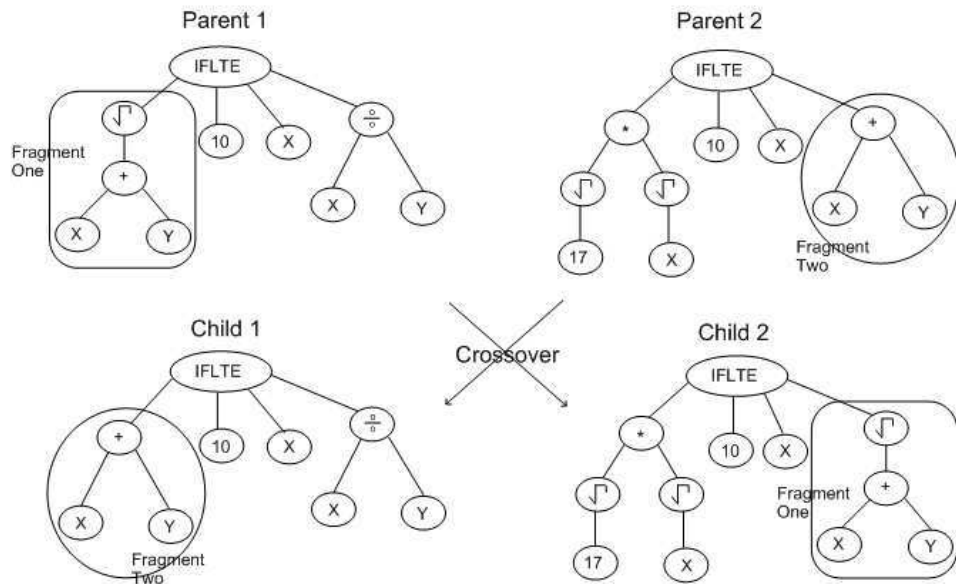 Parent 1
Parent 2
IFLTE
IFLTE
√
10
X
÷
*
10
X
+
Fragment
One
+
√
√
X
Y
X
Y
X
Y
17
X
Fragment
Two
Child 1
Crossover
Child 2
IFLTE
IFLTE
+
10
X
÷
*
10
X
√
X
Y
X
Y
√
√
Fragment
One
+
Fragment
Two
17
X
X
Y